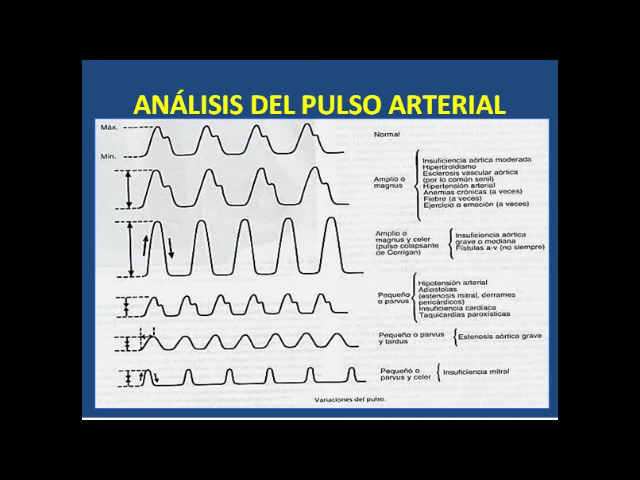 ANÁLISIS DEL PULSO ARTERIAL
Máx.
Mín.
Normal
Amplio o
magnus
Insuficiencia aórtica moderada
Hipertiroidismo
Esclerosis vascular aórtica
(por lo común senil)
Hipertensión arterial
Anemias crónicas (a veces)
Fiebre (a veces)
Ejercicio o emoción (a veces)
Amplio o
magnus y celer
(pulso colapsante
de Corrigan)
Insuficiencia aórtica
grave o mediana
Fístulas a-v (no siempre)
Pequeño
o parvus
Hipotensión arterial
Adiastolias
(estenosis mitral, derrames
pericárdicos)
Insuficiencia cardíaca
Taquicardias paroxísticas
Pequeño o parvus
y tardus
Estenosis aórtica grave
Pequeño o
parvus y celer
Insuficiencia mitral
Variaciones del pulso.